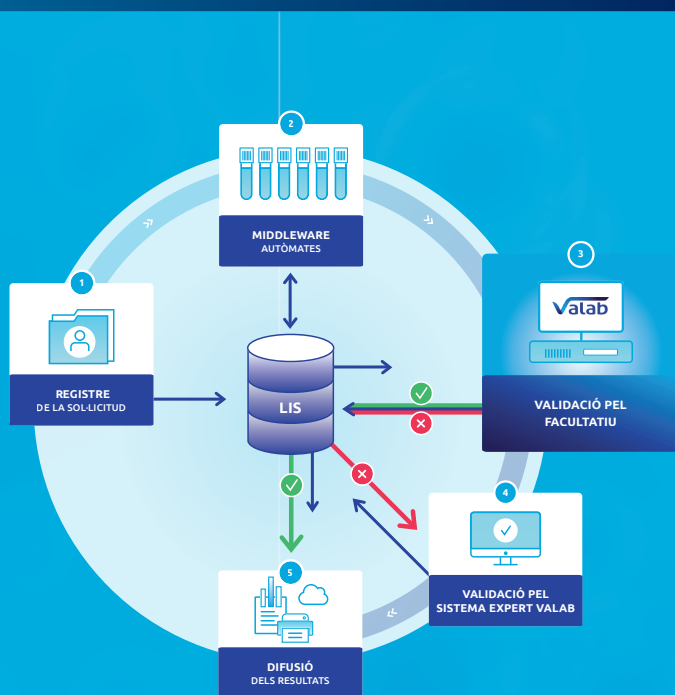 2
MIDDLEWARE
AUTÒMATES
3
Valab
VALIDACIÓ PEL
FACULTATIU
1
REGISTRE
DE LA SOL·LICITUD
LIS
4
VALIDACIÓ PEL
SISTEMA EXPERT VALAB
5
DIFUSIÓ
DELS RESULTATS